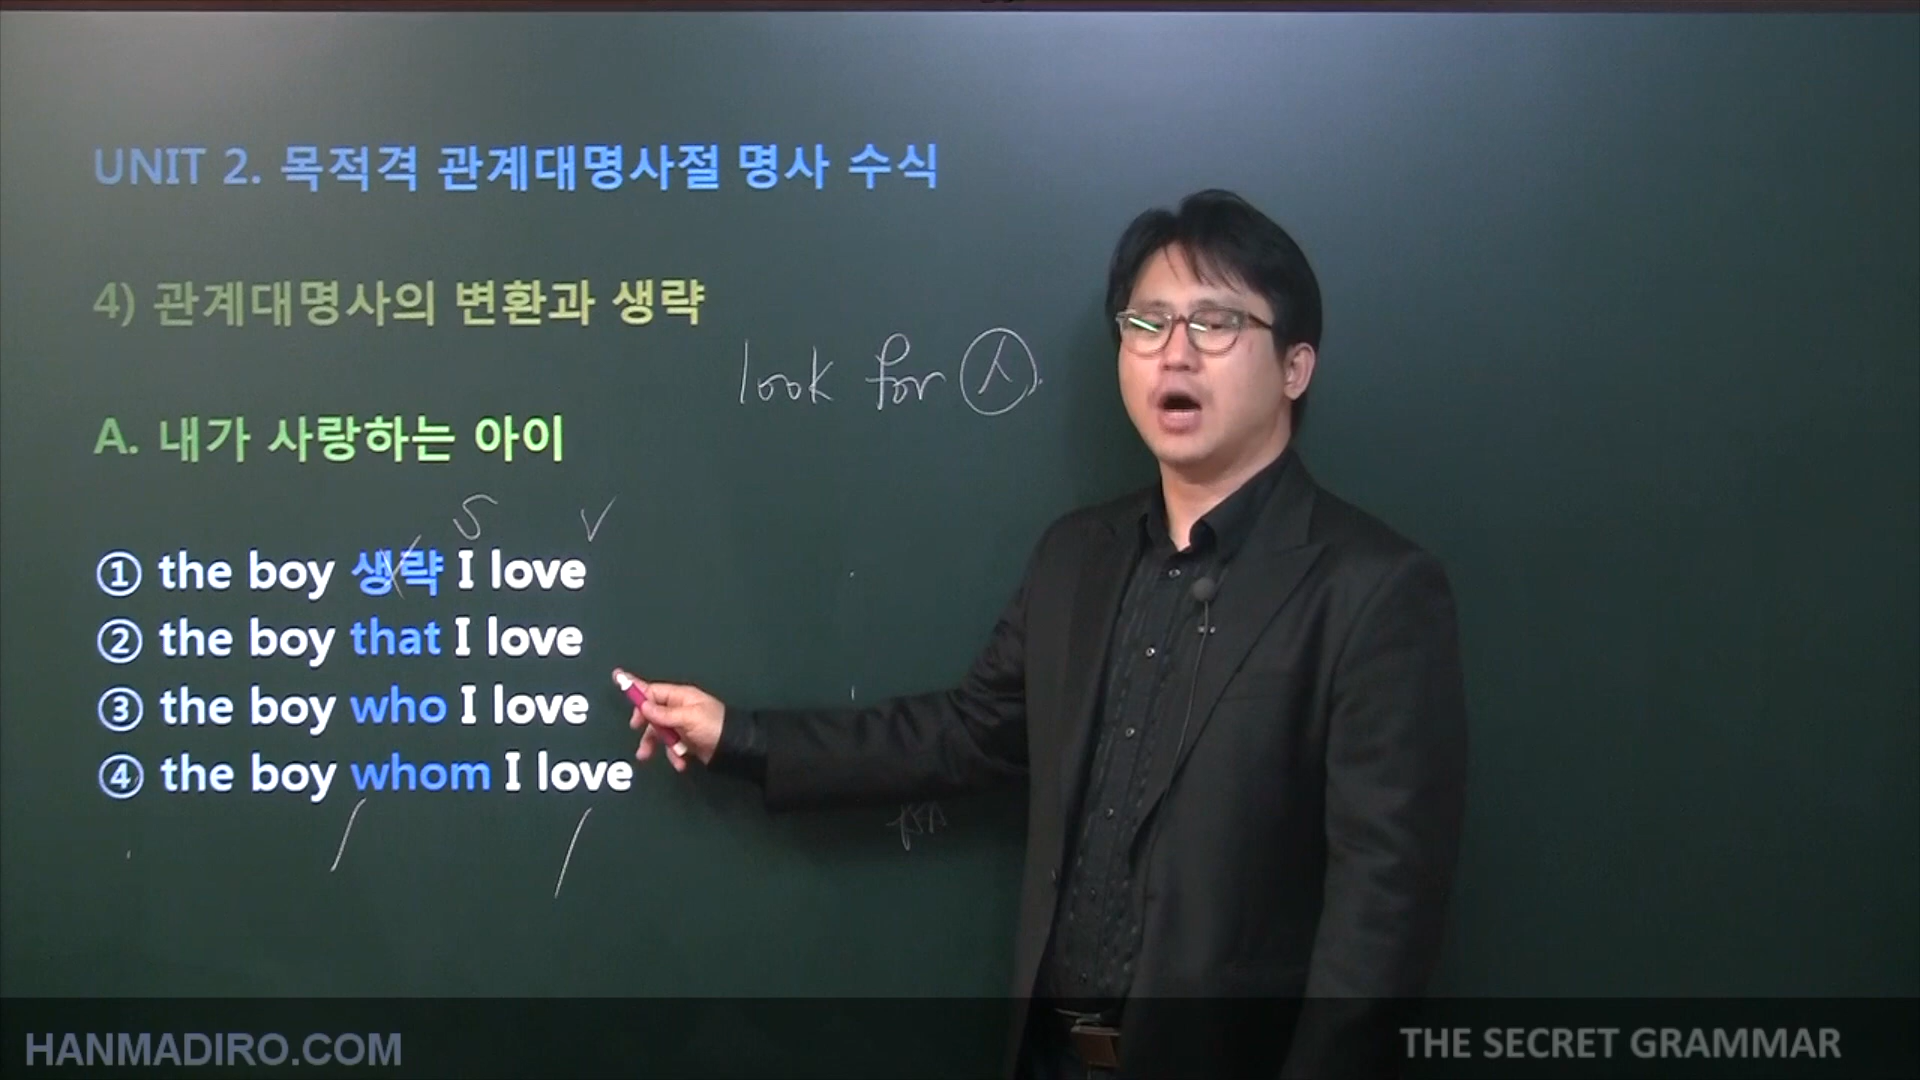 UNIT 2. 목적격 관계대명사절 명사 수식
4) 관계대명사의 변환과 생략
look for 人
A. 내가 사랑하는 아이
S V
① the boy 생략 I love
② the boy that I love
③ the boy who I love
④ the boy whom I love
HANMADIRO.COM
THE SECRET GRAMMAR